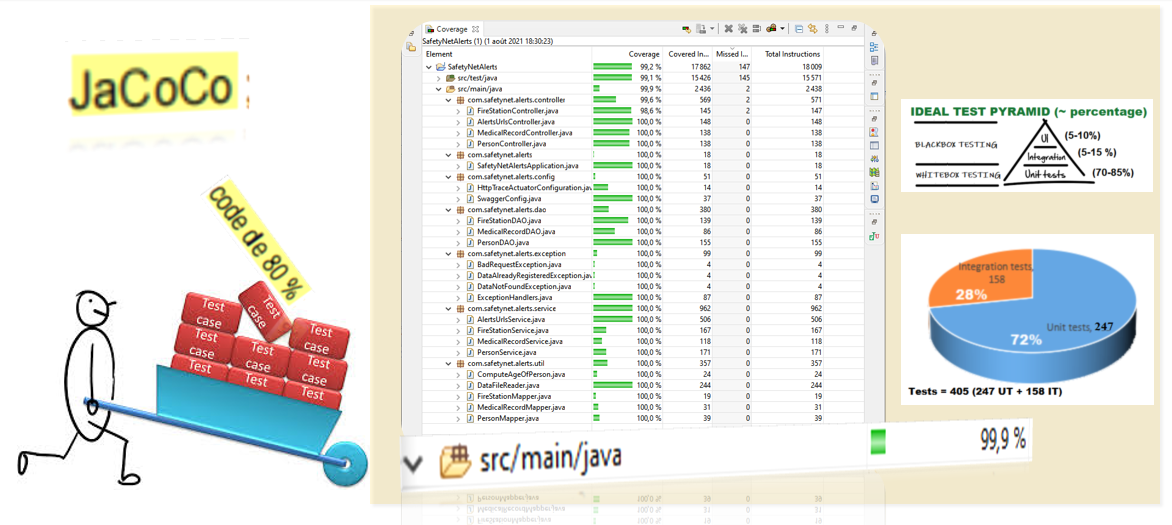 JaCoCo
code de 80 %
Test case
Test case
Test case
Test case
Test case
Test case
Test
Test
Test
Coverage
SafetyNetAlerts (1) (1 août 2021 18:30:23)
Element Coverage Covered In... Missed I... Total Instructions
SafetyNetAlerts 99,2 % 17 862 147 18 009
src/test/java 99,1 % 15 426 145 15 571
src/main/java 99,9 % 2 436 2 2 438
com.safetynet.alerts.controller 99,6 % 569 2 571
FireStationController.java 98,6 % 145 2 147
AlertsUrlsController.java 100,0 % 148 0 148
MedicalRecordController.java 100,0 % 138 0 138
PersonController.java 100,0 % 138 0 138
com.safetynet.alerts 100,0 % 18 0 18
SafetyNetAlertsApplication.java 100,0 % 18 0 18
com.safetynet.alerts.config 100,0 % 51 0 51
HttpTraceActuatorConfiguration.jav 100,0 % 14 0 14
SwaggerConfig.java 100,0 % 37 0 37
com.safetynet.alerts.dao 100,0 % 380 0 380
FireStationDAO.java 100,0 % 139 0 139
MedicalRecordDAO.java 100,0 % 86 0 86
PersonDAO.java 100,0 % 155 0 155
com.safetynet.alerts.exception 100,0 % 99 0 99
BadRequestException.java 100,0 % 4 0 4
DataAlreadyRegisteredException.jav 100,0 % 4 0 4
DataNotFoundException.java 100,0 % 4 0 4
ExceptionHandlers.java 100,0 % 87 0 87
com.safetynet.alerts.service 100,0 % 962 0 962
AlertsUrlsService.java 100,0 % 506 0 506
FireStationService.java 100,0 % 167 0 167
MedicalRecordService.java 100,0 % 118 0 118
PersonService.java 100,0 % 171 0 171
com.safetynet.alerts.util 100,0 % 357 0 357
ComputeAgeOfPerson.java 100,0 % 24 0 24
DataFileReader.java 100,0 % 244 0 244
FireStationMapper.java 100,0 % 19 0 19
MedicalRecordMapper.java 100,0 % 31 0 31
PersonMapper.java 100,0 % 39 0 39
src/main/java 99,9 %
IDEAL TEST PYRAMID (~ percentage)
BLACKBOX TESTING
WHITEBOX TESTING
UI (5-10%)
Integration (5-15 %)
Unit tests (70-85%)
Integration tests, 158
28%
Unit tests, 247
72%
Tests = 405 (247 UT + 158 IT)